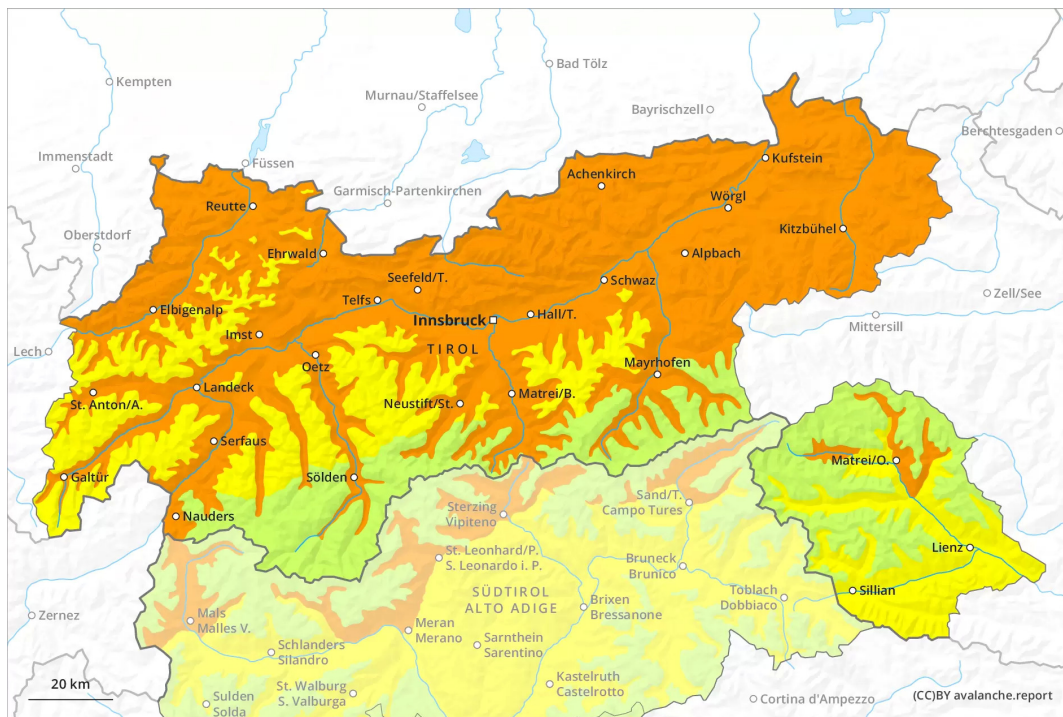 Kempten
Bad Tölz
Murnau/Staffelsee
Bayrischzell
Berchtesgaden
Immenstadt
Füssen
Kufstein
Achenkirch
Garmisch-Partenkirchen
Reutte
Wörgl
Kitzbühel
Oberstdorf
Ehrwald
Alpbach
Seefeld/T.
Schwaz
Zell/See
Telfs
Elbigenalp
Innsbruck
Hall/T.
Mittersill
Imst
TIROL
Lech
Oetz
Mayrhofen
Landeck
St. Anton/A.
Neustift/St.
Matrei/B.
Serfaus
Matrei/O.
Galtür
Sölden
Sand/T.
Campo Tures
Sterzing
Vipiteno
Nauders
Lienz
St. Leonhard/P.
S. Leonardo i. P.
Bruneck
Brunico
SÜDTIROL
ALTO ADIGE
Sillian
Toblach
Dobbiaco
Brixen
Bressanone
Zernez
Mals
Malles V.
Meran
Merano
Sarnthein
Sarentino
Schlanders
Silandro
Kastelruth
Castelrotto
20 km
St. Walburg
S. Valburga
Sulden
Solda
Cortina d'Ampezzo
(CC)BY avalanche.report